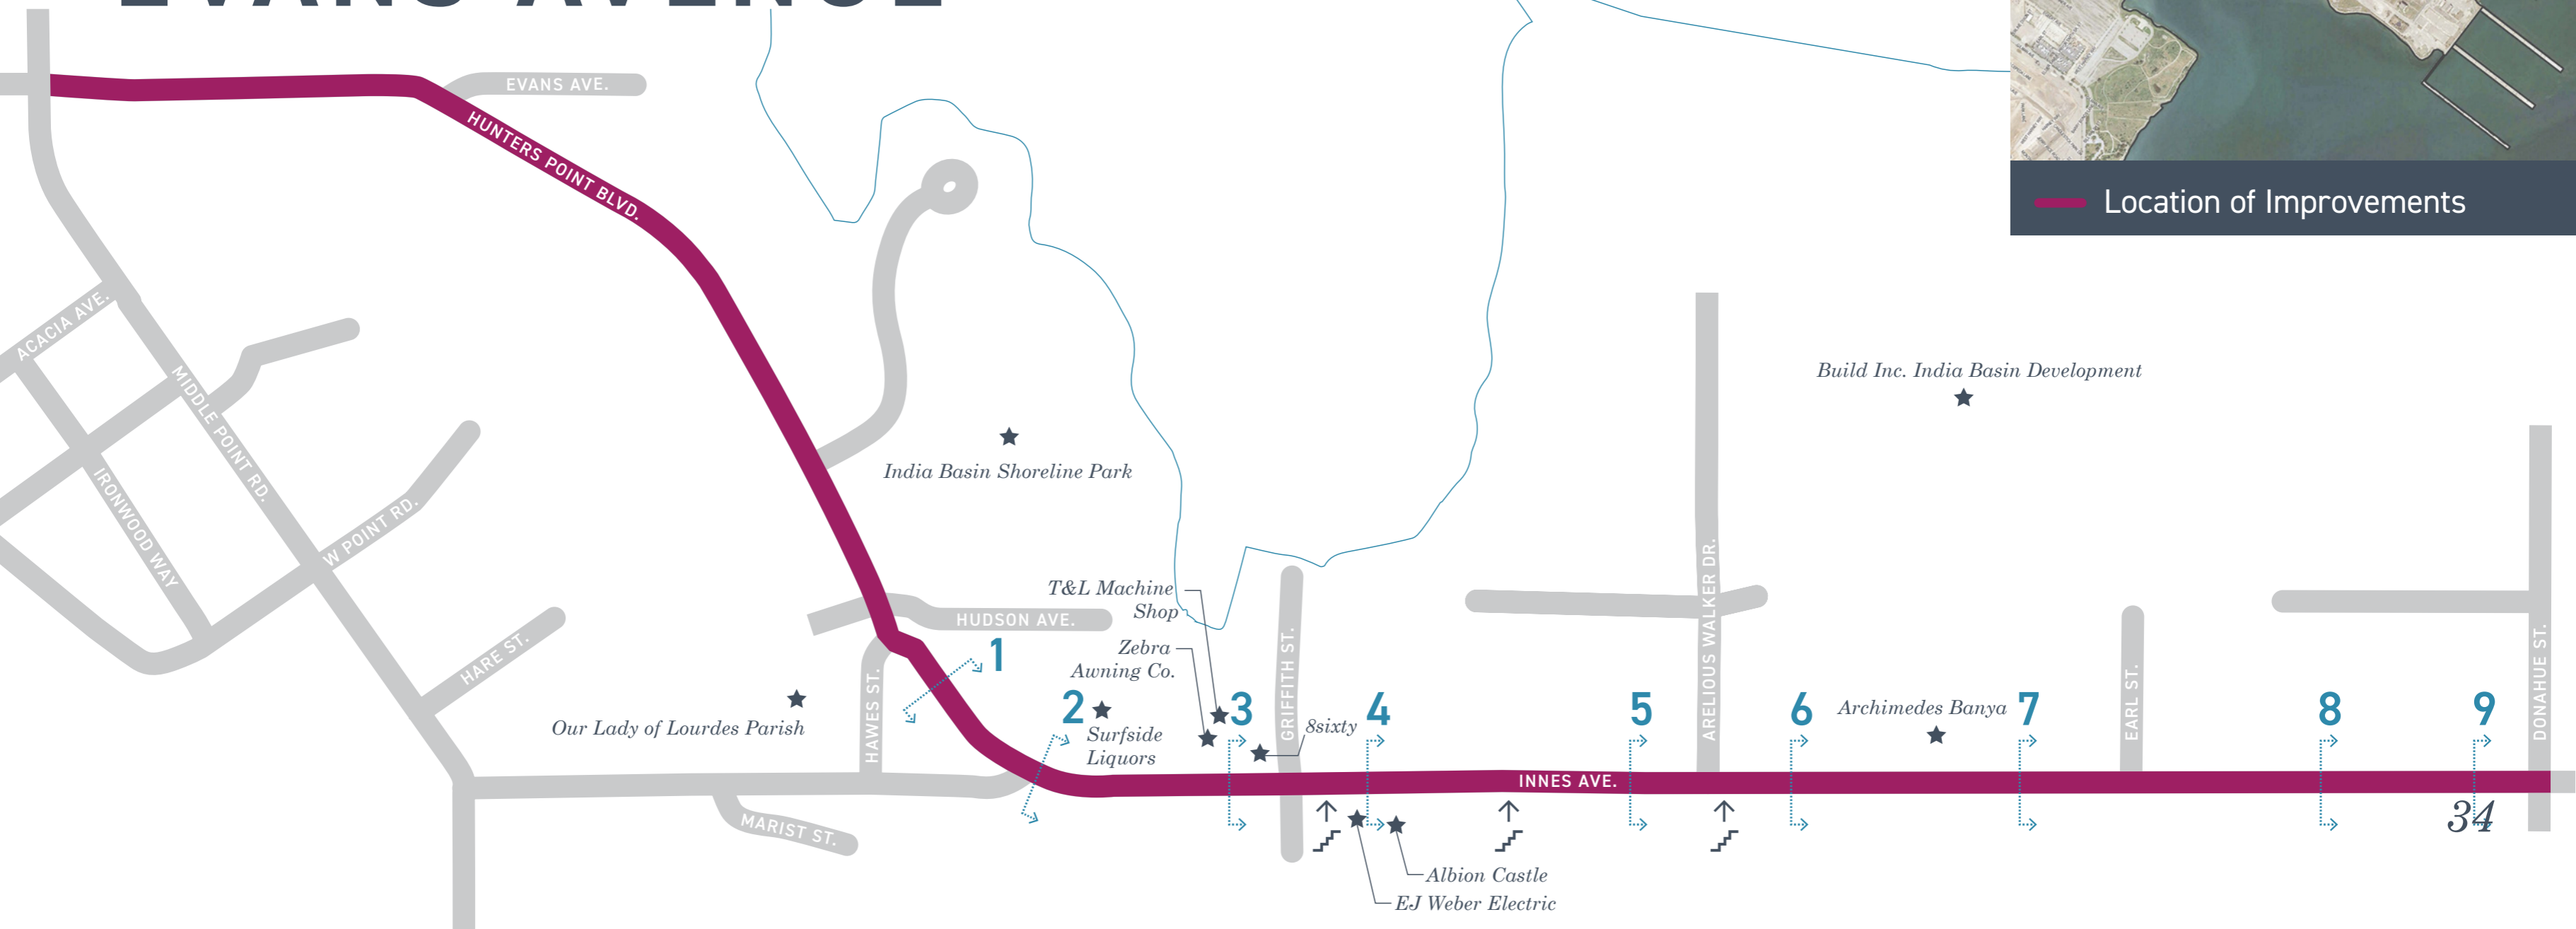 EVANS AVENUE
EVANS AVE.
HUNTERS POINT BLVD.
Location of Improvements
ACACIA AVE.
MIDDLE POINT RD.
IRONWOOD WAY
W POINT RD.
HARE ST.
Build Inc. India Basin Development
India Basin Shoreline Park
T&L Machine
Shop
HUDSON AVE.
Zebra
Awning Co.
1
2
3
4
5
6
7
8
9
Our Lady of Lourdes Parish
HAWES ST.
Surfside
Liquors
8sixty
GRIFFITH ST.
ARELIOUS WALKER DR.
Archimedes Banya
EARL ST.
DONAHUE ST.
INNES AVE.
MARIST ST.
34
Albion Castle
EJ Weber Electric